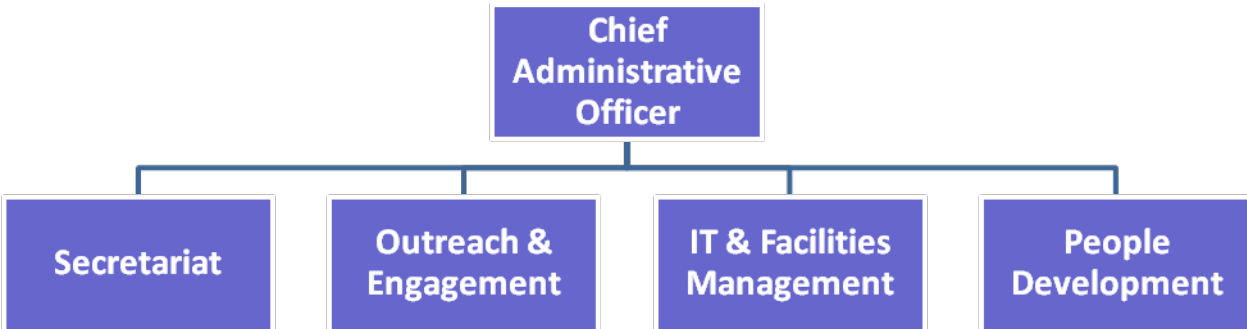 Chief
Administrative
Officer
Secretariat
Outreach &
Engagement
IT & Facilities
Management
People
Development